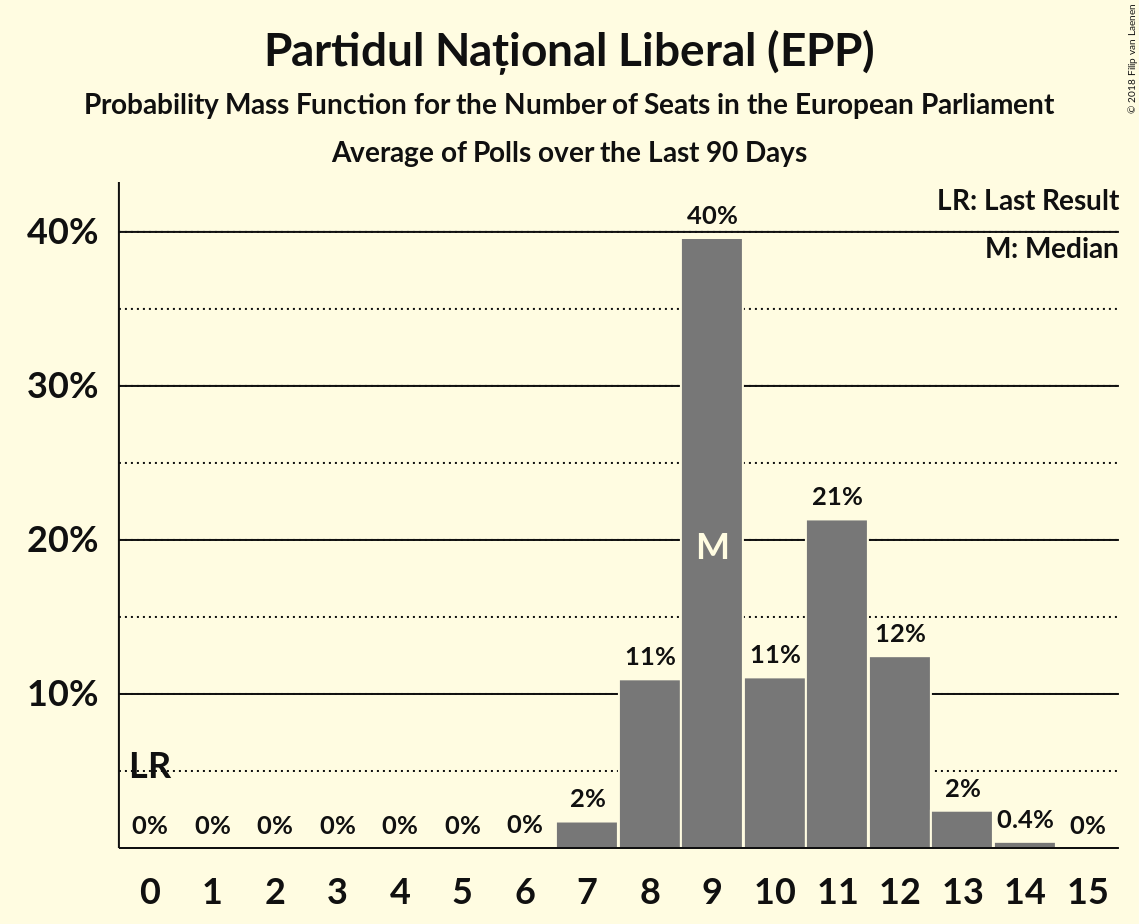 Partidul Național Liberal (EPP)
Probability Mass Function for the Number of Seats in the European Parliament
Average of Polls over the Last 90 Days
© 2018 Filip van Laenen
LR: Last Result
M: Median
40%
30%
20%
10%
LR
0%
0%
0%
0%
0%
0%
0%
2%
11%
40%
M
11%
21%
12%
2%
0.4%
0%
0 1 2 3 4 5 6 7 8 9 10 11 12 13 14 15